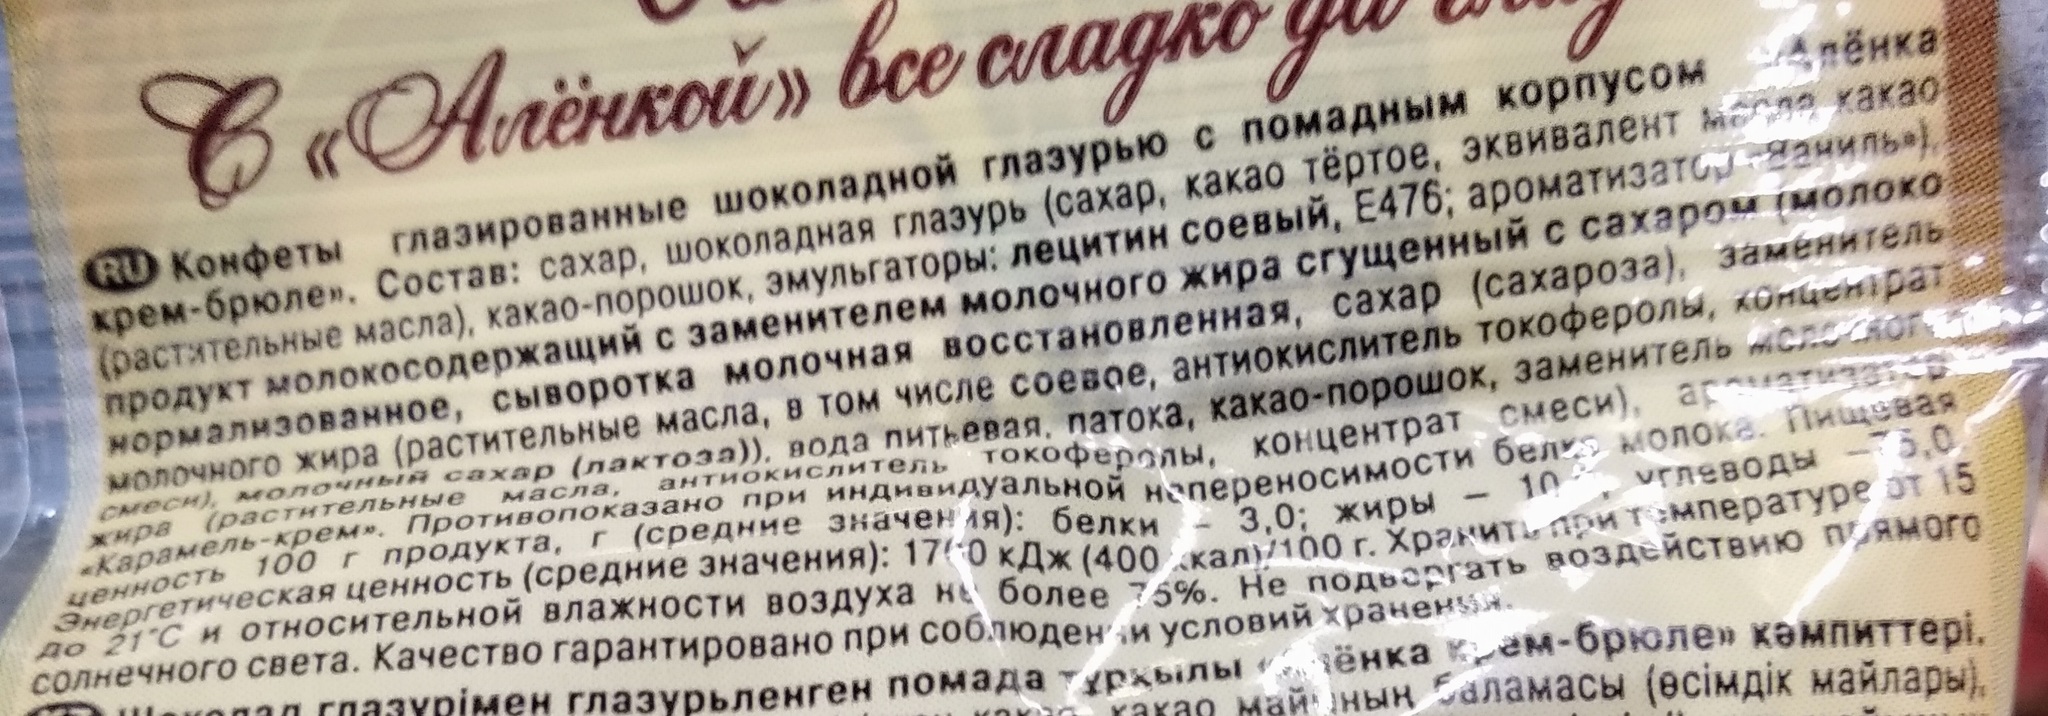 С «Алёнкой» все сладко да
RU Конфеты глазированные шоколадной глазурью с помадным корпусом «Алёнка
крем-брюле». Состав: сахар, шоколадная глазурь (сахар, какао тёртое, эквивалент масла какао
(растительные масла), какао-порошок, эмульгаторы: лецитин соевый, Е476; ароматизатор «Ваниль»),
продукт молокосодержащий с заменителем молочного жира сгущенный с сахаром (молоко
нормализованное, сыворотка молочная восстановленная, сахар (сахароза), заменитель
молочного жира (растительные масла, в том числе соевое, антиокислитель токоферолы, концентрат
смеси), молочный сахар (лактоза)), вода питьевая, патока, какао-порошок, заменитель молочного
жира (растительные масла, антиокислитель токоферолы, концентрат смеси), ароматизатор
«Карамель-крем». Противопоказано при индивидуальной непереносимости белка молока. Пищевая
ценность 100 г продукта, г (средние значения): белки – 3,0; жиры – углеводы –
Энергетическая ценность (средние значения): кДж (400 ккал)/100 г. Хранить при температуре от 15
до 21°С и относительной влажности воздуха не более 75%. Не подвергать воздействию прямого
солнечного света. Качество гарантировано при соблюдении условий хранения.
Шоколад глазурімен глазурьленген помада тұрқылы «Алёнка крем-брюле» кәмпиттері.
какао майының баламасы (өсімдік майлары),